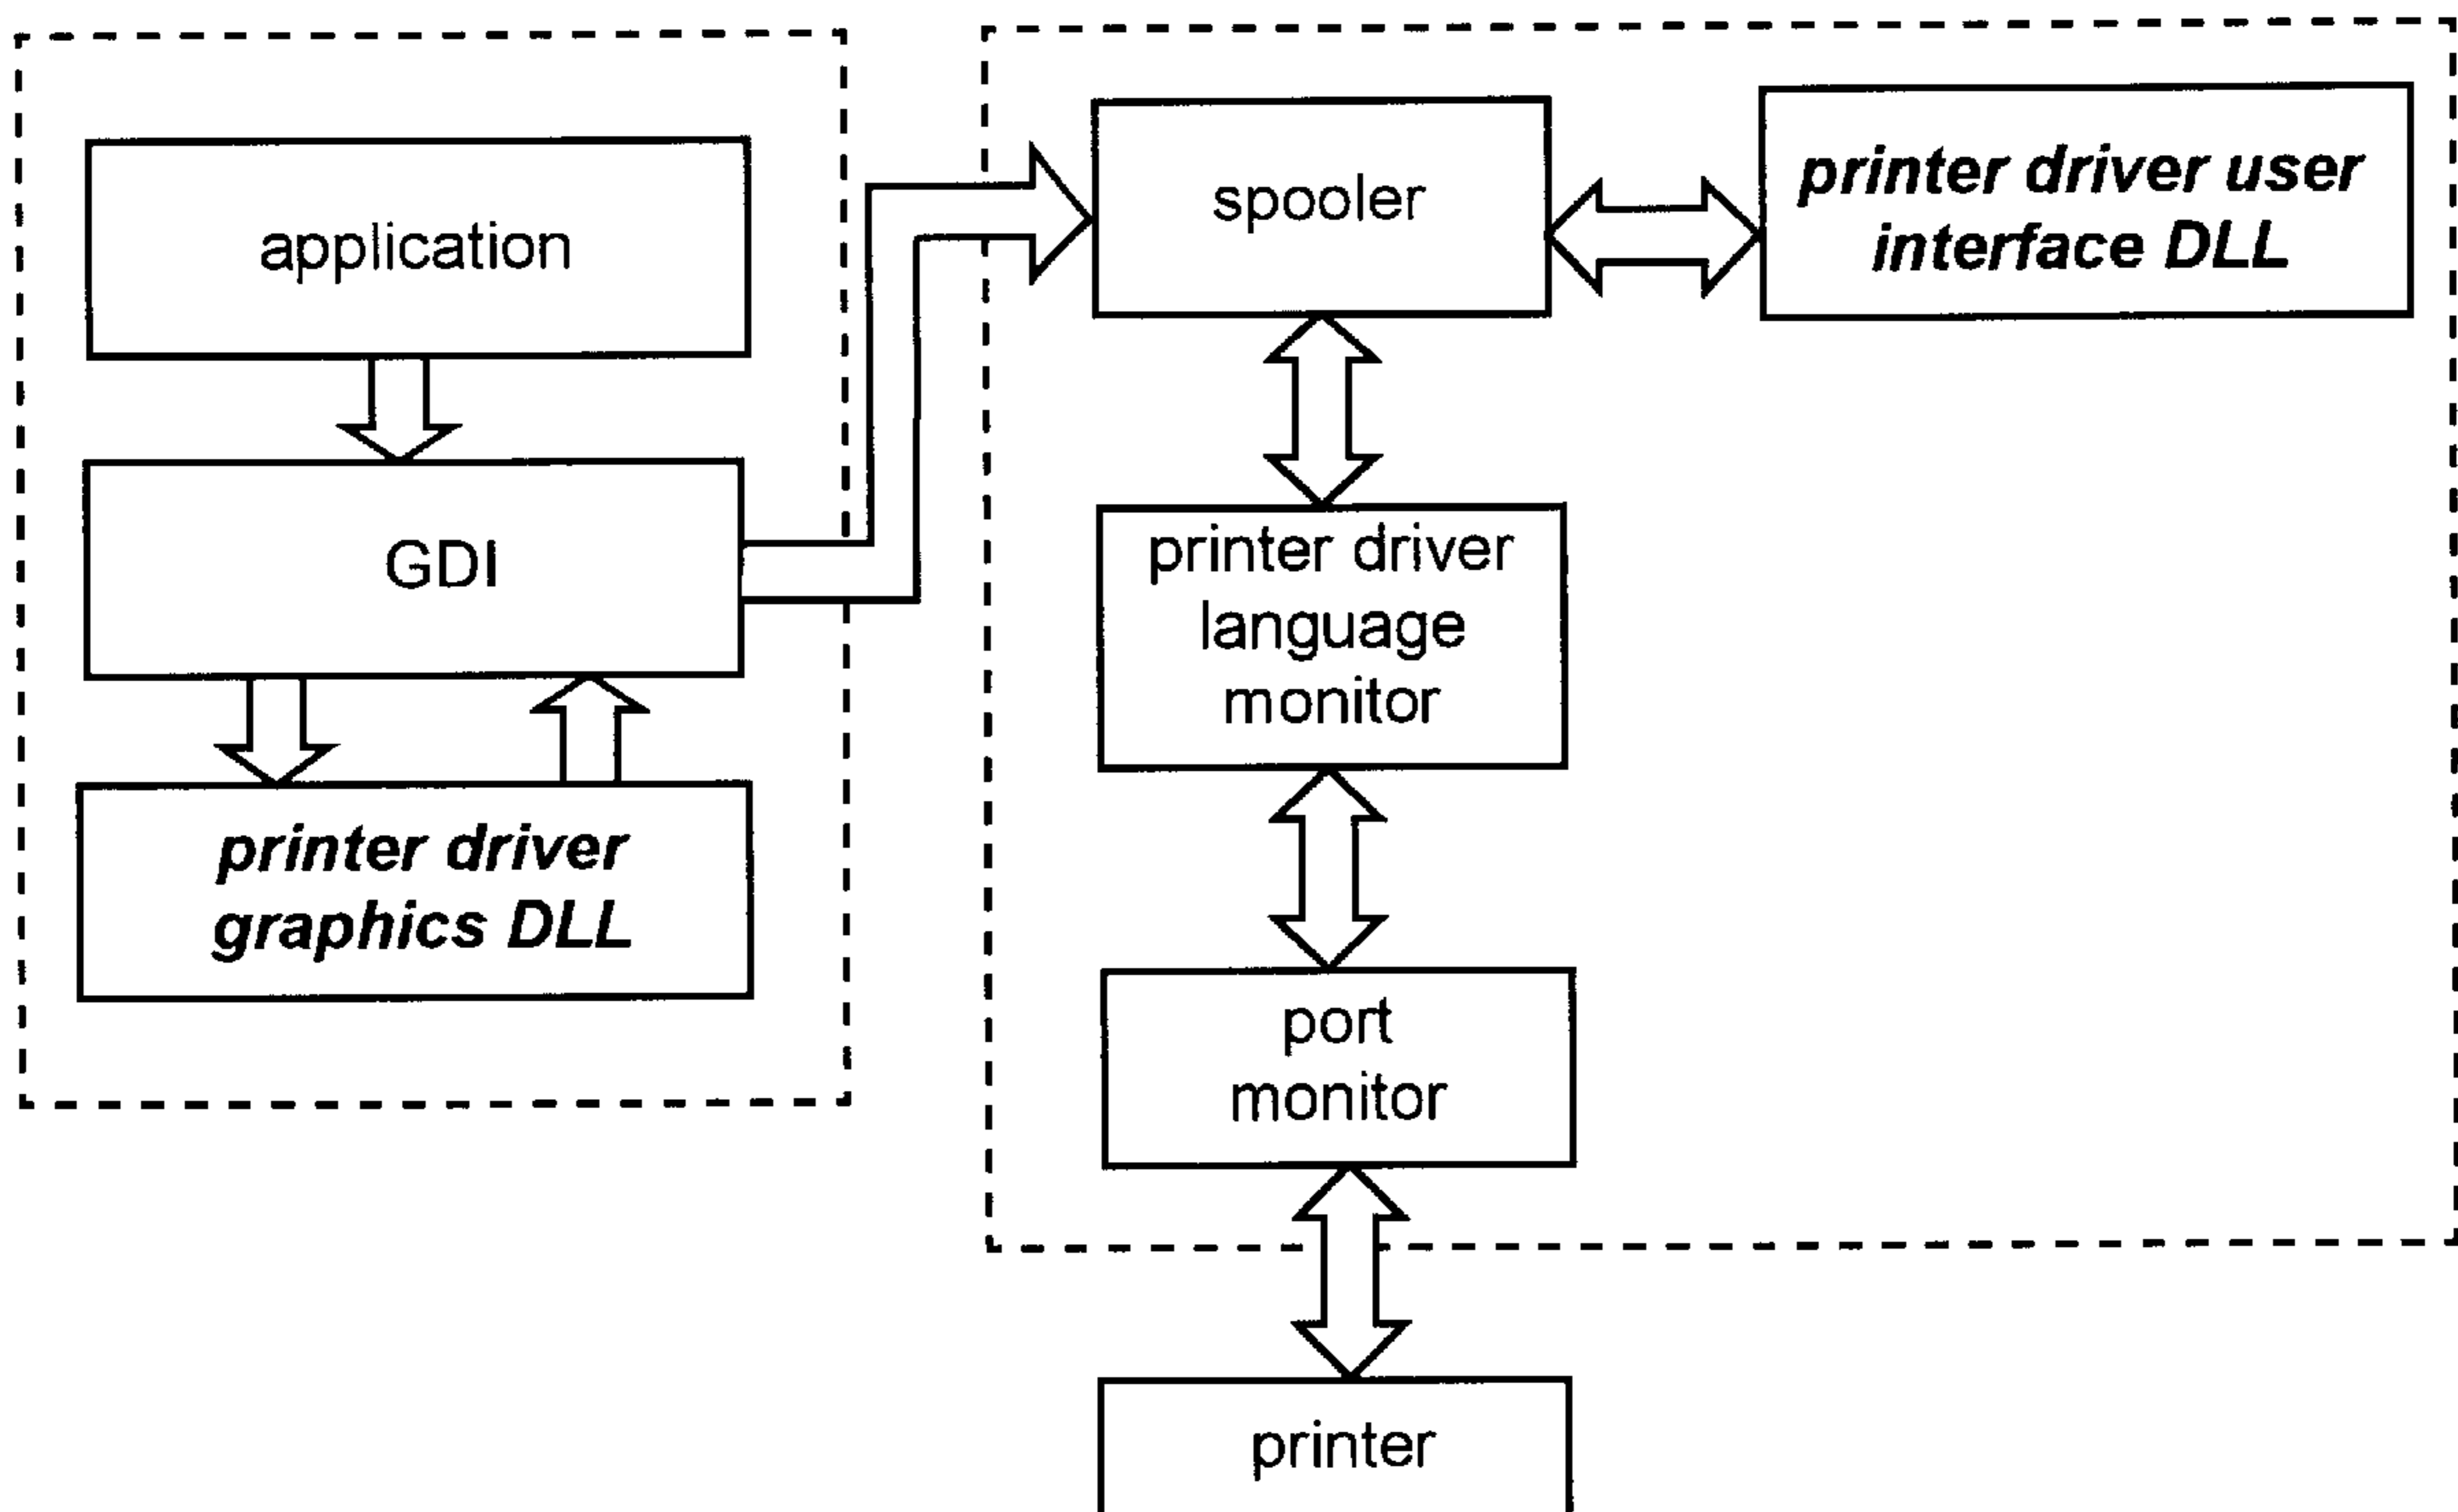 application
GDI
printer driver
graphics DLL
spooler
printer driver user
interface DLL
printer driver
language
monitor
port
monitor
printer